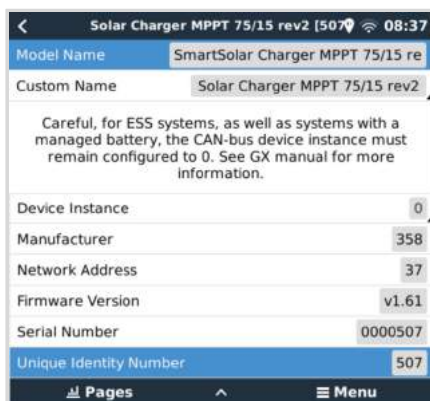 Solar Charger MPPT 75/15 rev2 [507 08:37
Model Name SmartSolar Charger MPPT 75/15 re
Custom Name Solar Charger MPPT 75/15 rev2
Careful, for ESS systems, as well as systems with a
managed battery, the CAN-bus device instance must
remain configured to 0. See GX manual for more
information.
Device Instance 0
Manufacturer 358
Network Address 37
Firmware Version v1.61
Serial Number 0000507
Unique Identity Number 507
Pages Menu